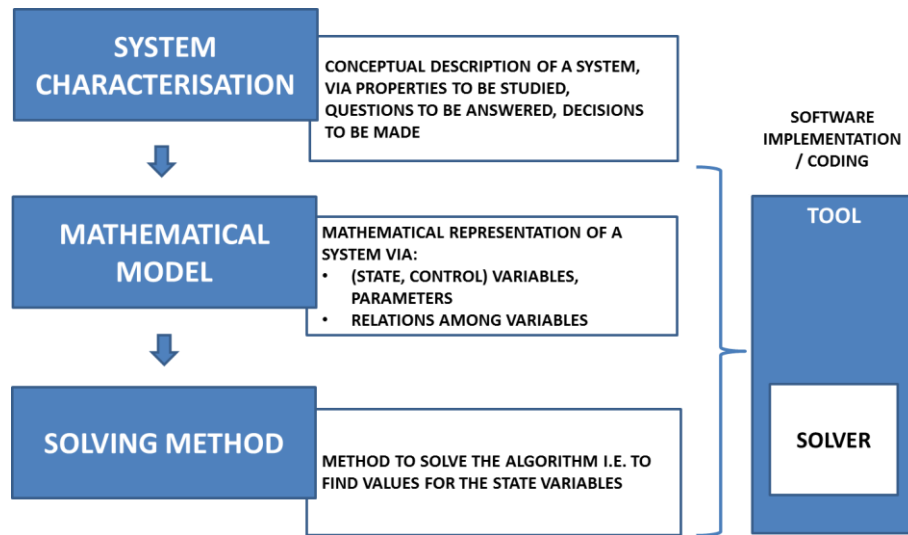 SYSTEM
CHARACTERISATION
CONCEPTUAL DESCRIPTION OF A SYSTEM,
VIA PROPERTIES TO BE STUDIED,
QUESTIONS TO BE ANSWERED, DECISIONS
TO BE MADE
MATHEMATICAL
MODEL
MATHEMATICAL REPRESENTATION OF A
SYSTEM VIA:
• (STATE, CONTROL) VARIABLES,
PARAMETERS
• RELATIONS AMONG VARIABLES
SOLVING METHOD
METHOD TO SOLVE THE ALGORITHM I.E. TO
FIND VALUES FOR THE STATE VARIABLES
SOFTWARE
IMPLEMENTATION
/ CODING
TOOL
SOLVER